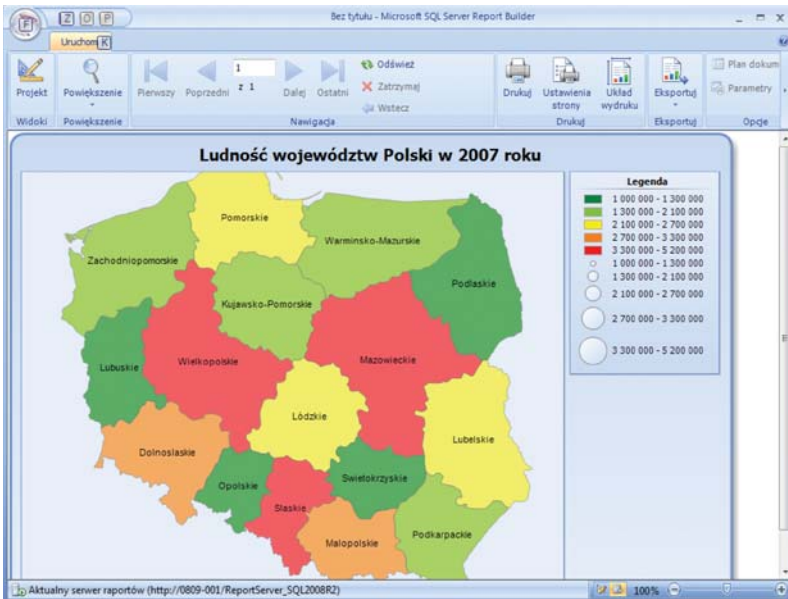 Bez tytułu - Microsoft SQL Server Report Builder
Z O P
Uruchom K
Projekt
Powiększenie
Pierwszy
Poprzedni
1
z 1
Dalej
Ostatni
Odśwież
Zatrzymaj
Wstecz
Drukuj
Ustawienia strony
Układ wydruku
Eksportuj
Plan dokum
Parametry
Widoki
Powiększenie
Nawigacja
Drukuj
Eksportuj
Opcje
Ludność województw Polski w 2007 roku
Legenda
1 000 000 - 1 300 000
1 300 000 - 2 100 000
2 100 000 - 2 700 000
2 700 000 - 3 300 000
3 300 000 - 5 200 000
1 000 000 - 1 300 000
1 300 000 - 2 100 000
2 100 000 - 2 700 000
2 700 000 - 3 300 000
3 300 000 - 5 200 000
Pomorskie
Warminsko-Mazurskie
Zachodniopomorskie
Podlaskie
Kujawsko-Pomorskie
Lubuskie
Wielkopolskie
Mazowieckie
Lódzkie
Lubelskie
Dolnoslaskie
Opolskie
Swietokrzyskie
Slaskie
Malopolskie
Podkarpackie
Aktualny serwer raportów (http://0809-001/ReportServer_SQL2008R2)
100%